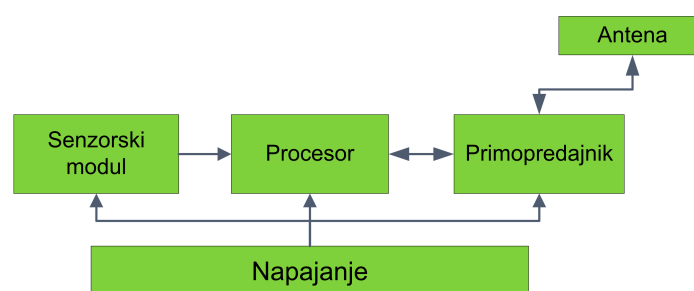 Antena
Senzorski
modul
Procesor
Primopredajnik
Napajanje